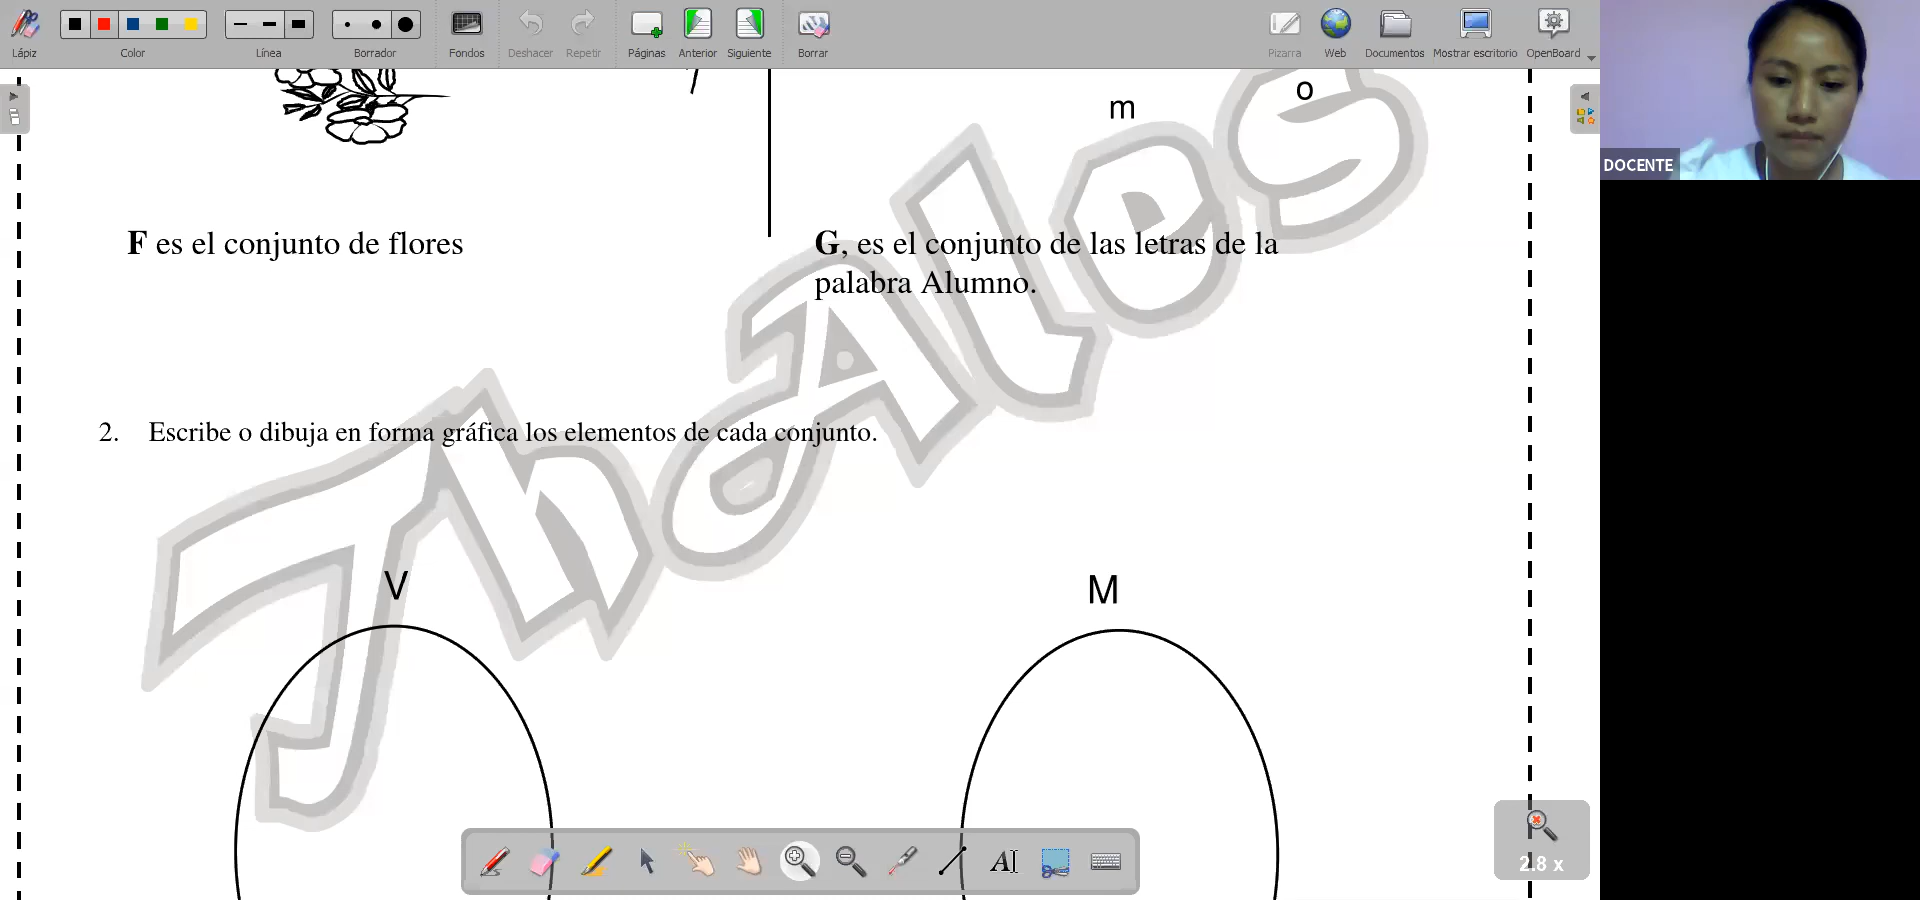 Lápiz
Color
Línea
Borrador
Fondos
Deshacer
Repetir
Páginas
Anterior
Siguiente
Borrar
Pizarra
Web
Documentos
Mostrar escritorio
OpenBoard
DOCENTE
m
o
F es el conjunto de flores
G, es el conjunto de las letras de la
palabra Alumno.
2. Escribe o dibuja en forma gráfica los elementos de cada conjunto.
Thales
V
M
AI
2.8 x